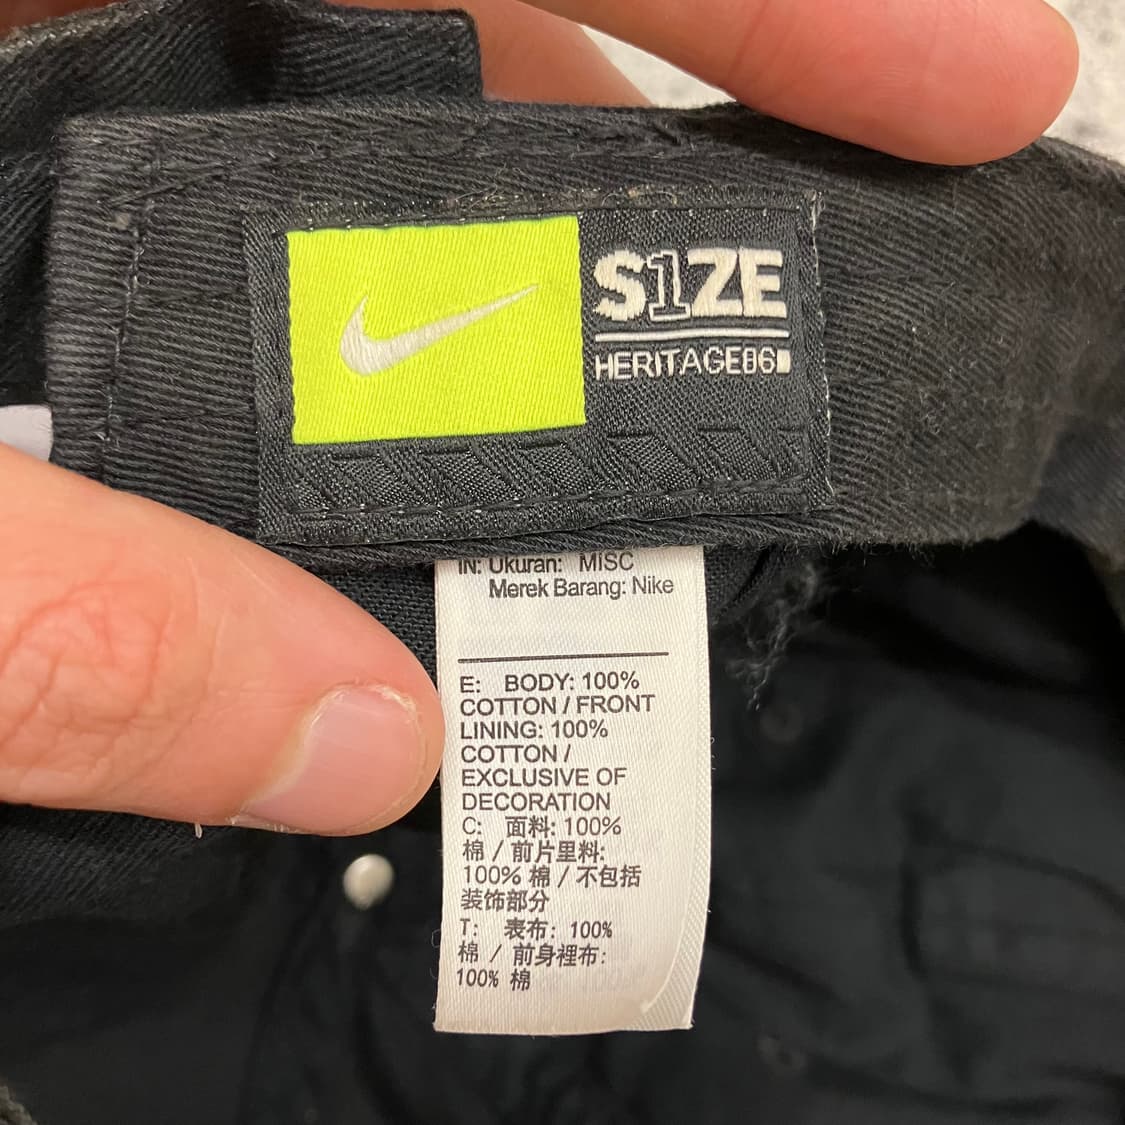 S1ZE
HERITAGE86
IN: Ukuran: MISC
Merek Barang: Nike
E: BODY: 100%
COTTON / FRONT
LINING: 100%
COTTON /
EXCLUSIVE OF
DECORATION
C: 面料: 100%
棉 / 前片里料:
100% 棉 / 不包括
装饰部分
T: 表布: 100%
棉 / 前身裡布:
100% 棉